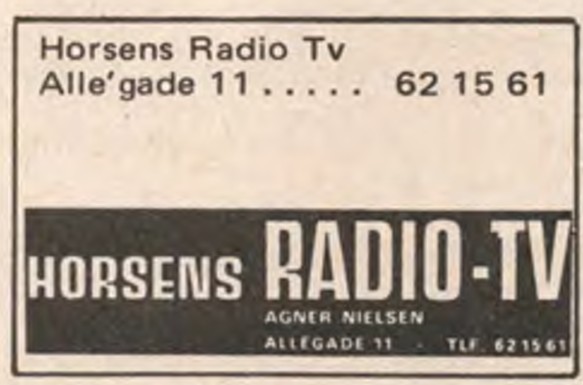 Horsens Radio Tv
Alle'gade 11 ..... 62 15 61
HORSENS RADIO-TV
AGNER NIELSEN
ALLEGADE 11 - TLF. 62 15 61